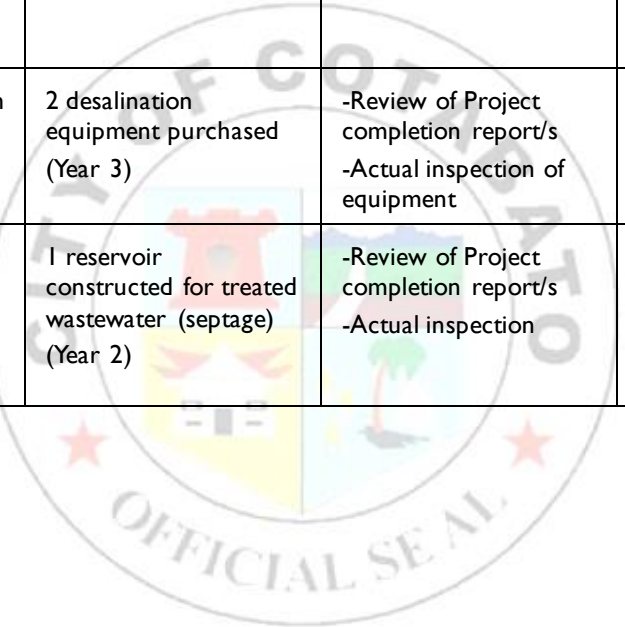 CITY OF COTABATO
n
2 desalination
equipment purchased
(Year 3)
-Review of Project
completion report/s
-Actual inspection of
equipment
1 reservoir
constructed for treated
wastewater (septage)
(Year 2)
-Review of Project
completion report/s
-Actual inspection
OFFICIAL SEAL